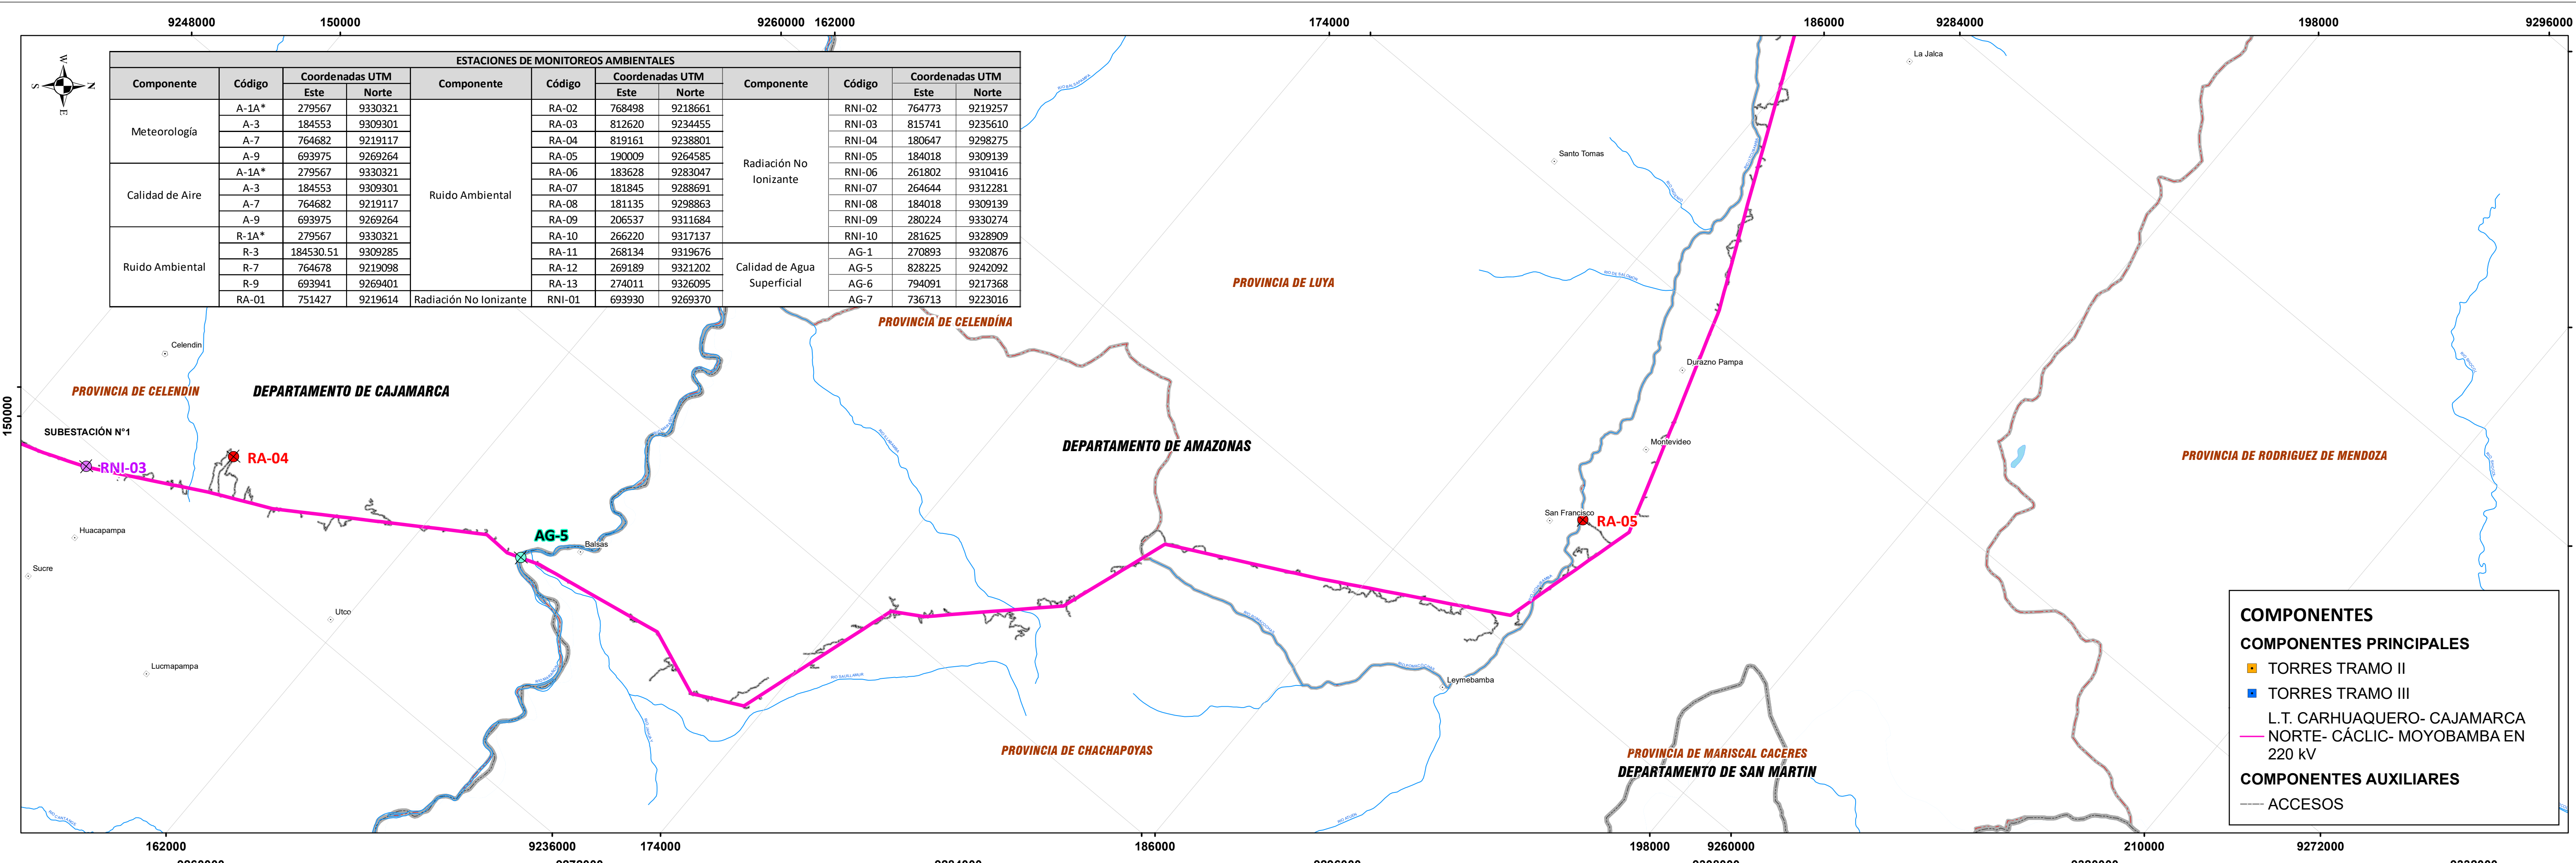 9248000 150000 9260000 162000 174000 186000 9284000 198000 9296000
W
S N
E
ESTACIONES DE MONITOREOS AMBIENTALES
Componente Código Coordenadas UTM Componente Código Coordenadas UTM Componente Código Coordenadas UTM
Este Norte Este Norte Este Norte
Meteorología
A-1A* 279567 9330321
A-3 184553 9309301
A-7 764682 9219117
A-9 693975 9269264
Calidad de Aire
A-1A* 279567 9330321
A-3 184553 9309301
A-7 764682 9219117
A-9 693975 9269264
Ruido Ambiental
R-1A* 279567 9330321
R-3 184530.51 9309285
R-7 764678 9219098
R-9 693941 9269401
RA-01 751427 9219614
Ruido Ambiental
RA-02 768498 9218661
RA-03 812620 9234455
RA-04 819161 9238801
RA-05 190009 9264585
RA-06 183628 9283047
RA-07 181845 9288691
RA-08 181135 9298863
RA-09 206537 9311684
RA-10 266220 9317137
RA-11 268134 9319676
RA-12 269189 9321202
RA-13 274011 9326095
Radiación No Ionizante RNI-01 693930 9269370
Radiación No
Ionizante
RNI-02 764773 9219257
RNI-03 815741 9235610
RNI-04 180647 9298275
RNI-05 184018 9309139
RNI-06 261802 9310416
RNI-07 264644 9312281
RNI-08 184018 9309139
RNI-09 280224 9330274
RNI-10 281625 9328909
Calidad de Agua
Superficial
AG-1 270893 9320876
AG-5 828225 9242092
AG-6 794091 9217368
AG-7 736713 9223016
La Jalca
Santo Tomas
PROVINCIA DE LUYA
PROVINCIA DE CELENDÍNA
Celendin
Durazno Pampa
PROVINCIA DE CELENDIN
DEPARTAMENTO DE CAJAMARCA
150000
SUBESTACIÓN N°1
DEPARTAMENTO DE AMAZONAS
Montevideo
PROVINCIA DE RODRIGUEZ DE MENDOZA
RNI-03
RA-04
San Francisco
RA-05
Huacapampa
AG-5
Balsas
Sucre
Utco
Lucmapampa
Leymebamba
PROVINCIA DE CHACHAPOYAS
PROVINCIA DE MARISCAL CACERES
DEPARTAMENTO DE SAN MARTIN
COMPONENTES
COMPONENTES PRINCIPALES
TORRES TRAMO II
TORRES TRAMO III
L.T. CARHUAQUERO- CAJAMARCA
NORTE- CÁCLIC- MOYOBAMBA EN
220 kV
COMPONENTES AUXILIARES
ACCESOS
162000 9236000 174000 186000 198000 9260000 210000 9272000